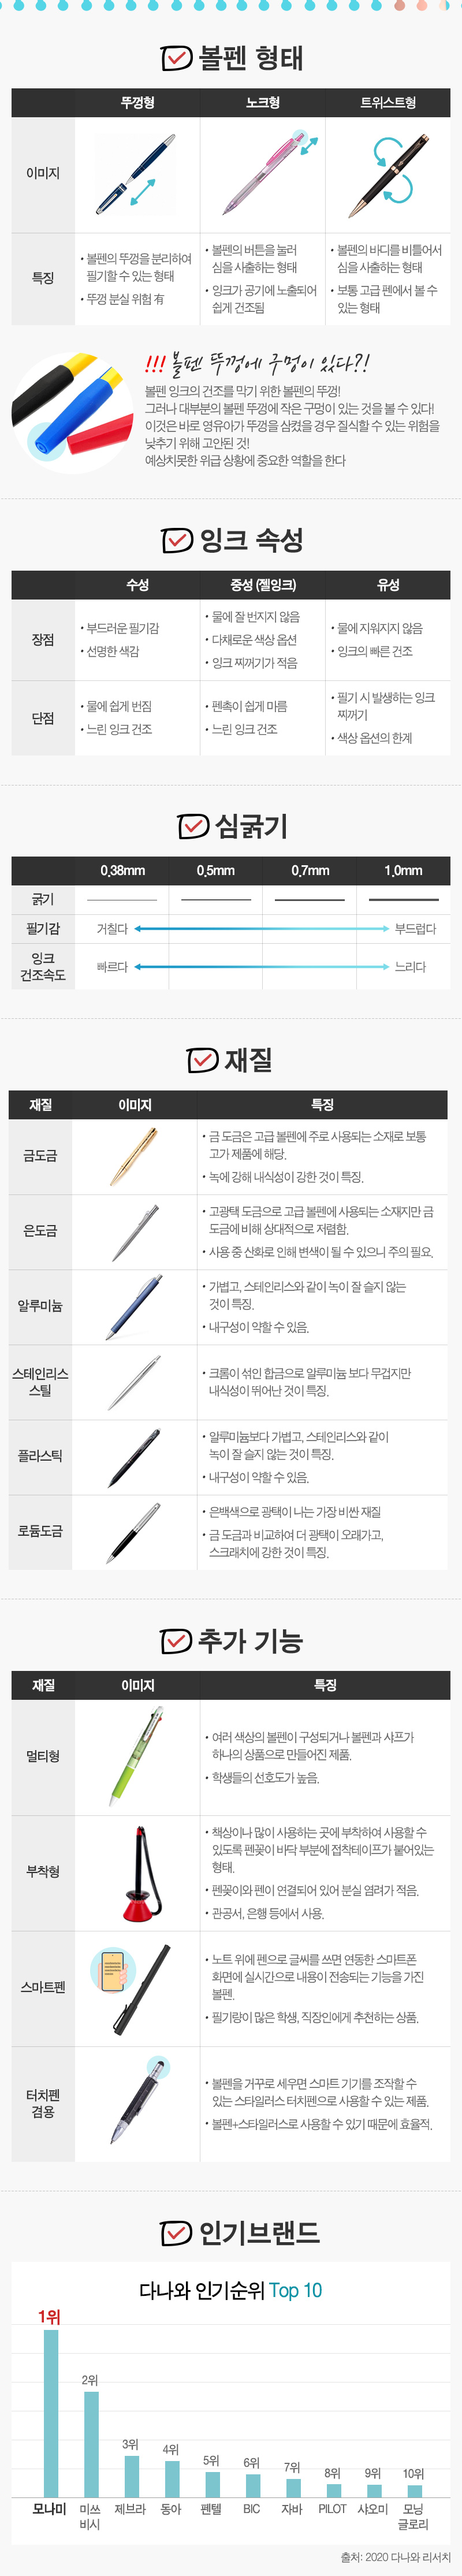 볼펜 형태
뚜껑형
노크형
트위스트형
이미지
특징
• 볼펜의 뚜껑을 분리하여
필기할 수 있는 형태
• 뚜껑 분실 위험 有
• 볼펜의 버튼을 눌러
심을 사출하는 형태
• 잉크가 공기에 노출되어
쉽게 건조됨
• 볼펜의 바디를 비틀어서
심을 사출하는 형태
• 보통 고급 펜에서 볼 수
있는 형태
!!! 볼펜 뚜껑에 구멍이 있다?!
볼펜 잉크의 건조를 막기 위한 볼펜의 뚜껑!
그러나 대부분의 볼펜 뚜껑에 작은 구멍이 있는 것을 볼 수 있다!
이것은 바로 영유아가 뚜껑을 삼켰을 경우 질식할 수 있는 위험을
낮추기 위해 고안된 것!
예상치못한 위급 상황에 중요한 역할을 한다
잉크 속성
수성
중성 (젤잉크)
유성
장점
• 부드러운 필기감
• 선명한 색감
• 물에 잘 번지지 않음
• 다채로운 색상 옵션
• 잉크 찌꺼기가 적음
• 물에 지워지지 않음
• 잉크의 빠른 건조
단점
• 물에 쉽게 번짐
• 느린 잉크 건조
• 펜촉이 쉽게 마름
• 느린 잉크 건조
• 필기 시 발생하는 잉크
찌꺼기
• 색상 옵션의 한계
심굵기
0.38mm
0.5mm
0.7mm
1.0mm
굵기
필기감
거칠다
부드럽다
잉크
건조속도
빠르다
느리다
재질
재질
이미지
특징
금도금
• 금 도금은 고급 볼펜에 주로 사용되는 소재로 보통
고가 제품에 해당.
• 녹에 강해 내식성이 강한 것이 특징.
은도금
• 고광택 도금으로 고급 볼펜에 사용되는 소재지만 금
도금에 비해 상대적으로 저렴함.
• 사용 중 산화로 인해 변색이 될 수 있으니 주의 필요.
알루미늄
• 가볍고, 스테인리스와 같이 녹이 잘 슬지 않는
것이 특징.
• 내구성이 약할 수 있음.
스테인리스
스틸
• 크롬이 섞인 합금으로 알루미늄 보다 무겁지만
내식성이 뛰어난 것이 특징.
플라스틱
• 알루미늄보다 가볍고, 스테인리스와 같이
녹이 잘 슬지 않는 것이 특징.
• 내구성이 약할 수 있음.
로듐도금
• 은백색으로 광택이 나는 가장 비싼 재질
• 금 도금과 비교하여 더 광택이 오래가고,
스크래치에 강한 것이 특징.
추가 기능
재질
이미지
특징
멀티형
• 여러 색상의 볼펜이 구성되거나 볼펜과 샤프가
하나의 상품으로 만들어진 제품.
• 학생들의 선호도가 높음.
부착형
• 책상이나 많이 사용하는 곳에 부착하여 사용할 수
있도록 펜꽂이 바닥 부분에 접착테이프가 붙어있는
형태.
• 펜꽂이와 펜이 연결되어 있어 분실 염려가 적음.
• 관공서, 은행 등에서 사용.
스마트펜
• 노트 위에 펜으로 글씨를 쓰면 연동한 스마트폰
화면에 실시간으로 내용이 전송되는 기능을 가진
볼펜.
• 필기량이 많은 학생, 직장인에게 추천하는 상품.
터치펜
겸용
• 볼펜을 거꾸로 세우면 스마트 기기를 조작할 수
있는 스타일러스 터치펜으로 사용할 수 있는 제품.
• 볼펜+스타일러스로 사용할 수 있기 때문에 효율적.
인기브랜드
다나와 인기순위 Top 10
1위
2위
3위
4위
5위
6위
7위
8위
9위
10위
모나미
미쓰
비시
제브라
동아
펜텔
BIC
자바
PILOT
샤오미
모닝
글로리
출처: 2020 다나와 리서치